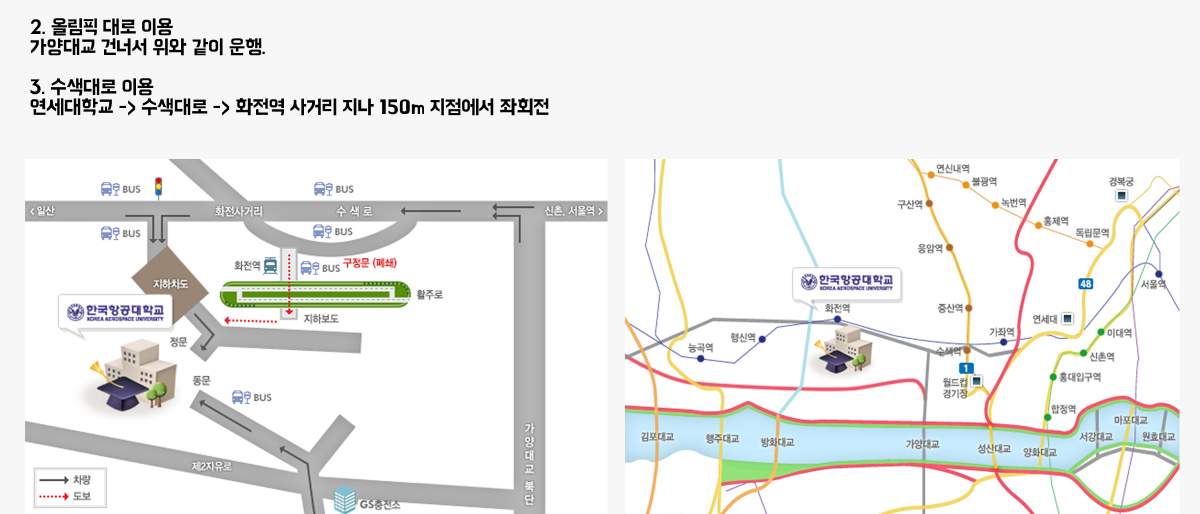 2. 올림픽 대로 이용
가양대교 건너서 위와 같이 운행.
3. 수색대로 이용
연세대학교 -> 수색대로 -> 화전역 사거리 지나 150m 지점에서 좌회전
BUS
BUS
<일산
화전사거리
수 색 로
신촌, 서울역>
BUS
BUS
화전역
BUS
구정문 (폐쇄)
지하차도
활주로
한국항공대학교
KOREA AEROSPACE UNIVERSITY
지하보도
정문
동문
BUS
가양대교 북단
제2자유로
차량
도보
GS충전소
연신내역
불광역
경복궁
구산역
녹번역
홍제역
독립문역
응암역
48
서울역
한국항공대학교
KOREA AEROSPACE UNIVERSITY
화전역
증산역
연세대
행신역
가좌역
이대역
능곡역
수색역
신촌역
1
월드컵
경기장
홍대입구역
합정역
마포대교
김포대교
행주대교
방화대교
가양대교
성산대교
양화대교
서강대교
원효대교